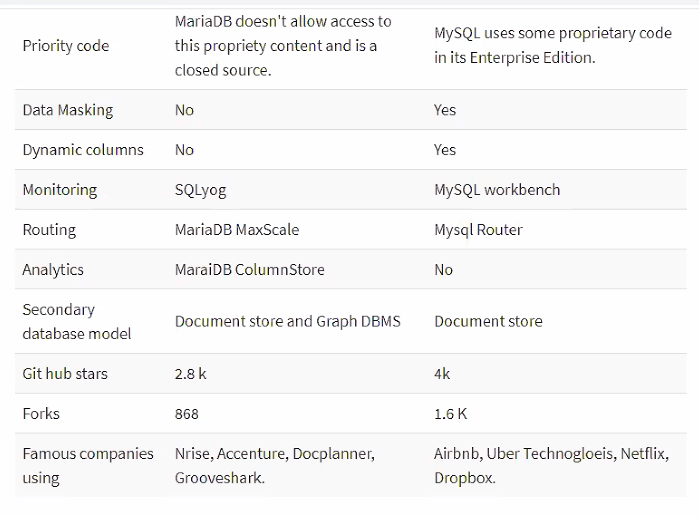 Priority code
MariaDB doesn't allow access to
this propriety content and is a
closed source.
MySQL uses some proprietary code
in its Enterprise Edition.
Data Masking No Yes
Dynamic columns No Yes
Monitoring SQLyog MySQL workbench
Routing MariaDB MaxScale Mysql Router
Analytics MaraiDB ColumnStore No
Secondary
database model
Document store and Graph DBMS Document store
Git hub stars 2.8 k 4k
Forks 868 1.6 K
Famous companies
using
Nrise, Accenture, Docplanner,
Grooveshark.
Airbnb, Uber Technogloeis, Netflix,
Dropbox.